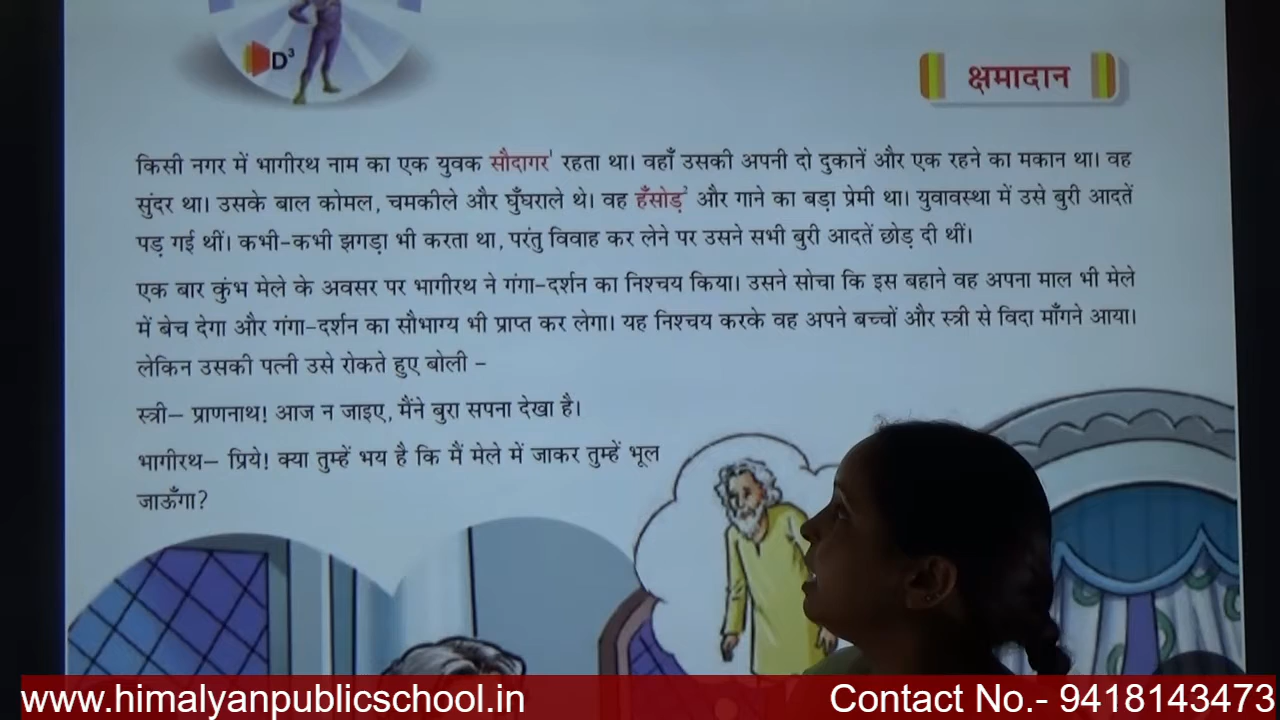 D³
क्षमादान
किसी नगर में भागीरथ नाम का एक युवक सौदागर¹ रहता था। वहाँ उसकी अपनी दो दुकानें और एक रहने का मकान था। वह
सुंदर था। उसके बाल कोमल, चमकीले और घुँघराले थे। वह हँसोड़² और गाने का बड़ा प्रेमी था। युवावस्था में उसे बुरी आदतें
पड़ गई थीं। कभी-कभी झगड़ा भी करता था, परंतु विवाह कर लेने पर उसने सभी बुरी आदतें छोड़ दी थीं।
एक बार कुंभ मेले के अवसर पर भागीरथ ने गंगा-दर्शन का निश्चय किया। उसने सोचा कि इस बहाने वह अपना माल भी मेले
में बेच देगा और गंगा-दर्शन का सौभाग्य भी प्राप्त कर लेगा। यह निश्चय करके वह अपने बच्चों और स्त्री से विदा माँगने आया।
लेकिन उसकी पत्नी उसे रोकते हुए बोली -
स्त्री– प्राणनाथ! आज न जाइए, मैंने बुरा सपना देखा है।
भागीरथ– प्रिये! क्या तुम्हें भय है कि मैं मेले में जाकर तुम्हें भूल
जाऊँगा?
www.himalyanpublicschool.in Contact No.- 9418143473